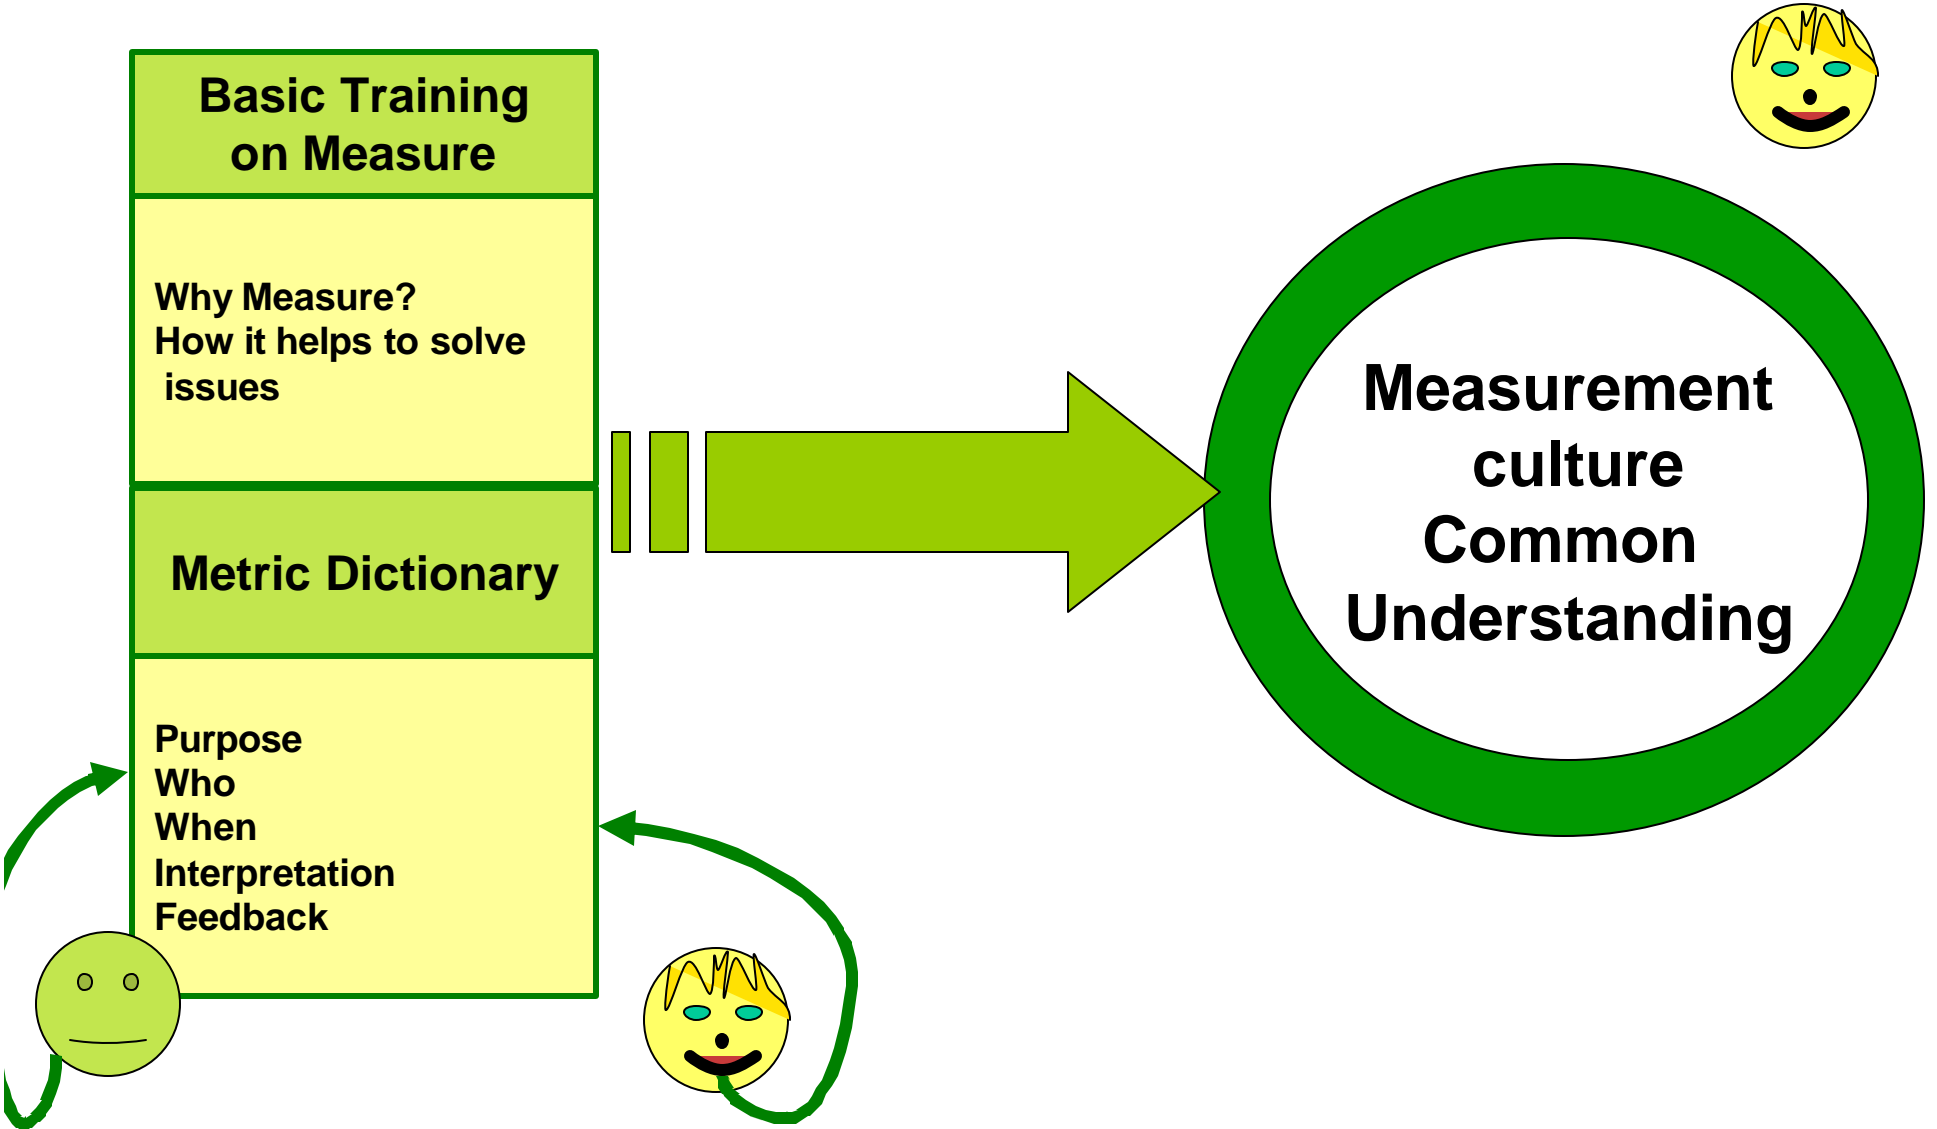 Basic Training
on Measure
Why Measure?
How it helps to solve
issues
Metric Dictionary
Purpose
Who
When
Interpretation
Feedback
Measurement
culture
Common
Understanding